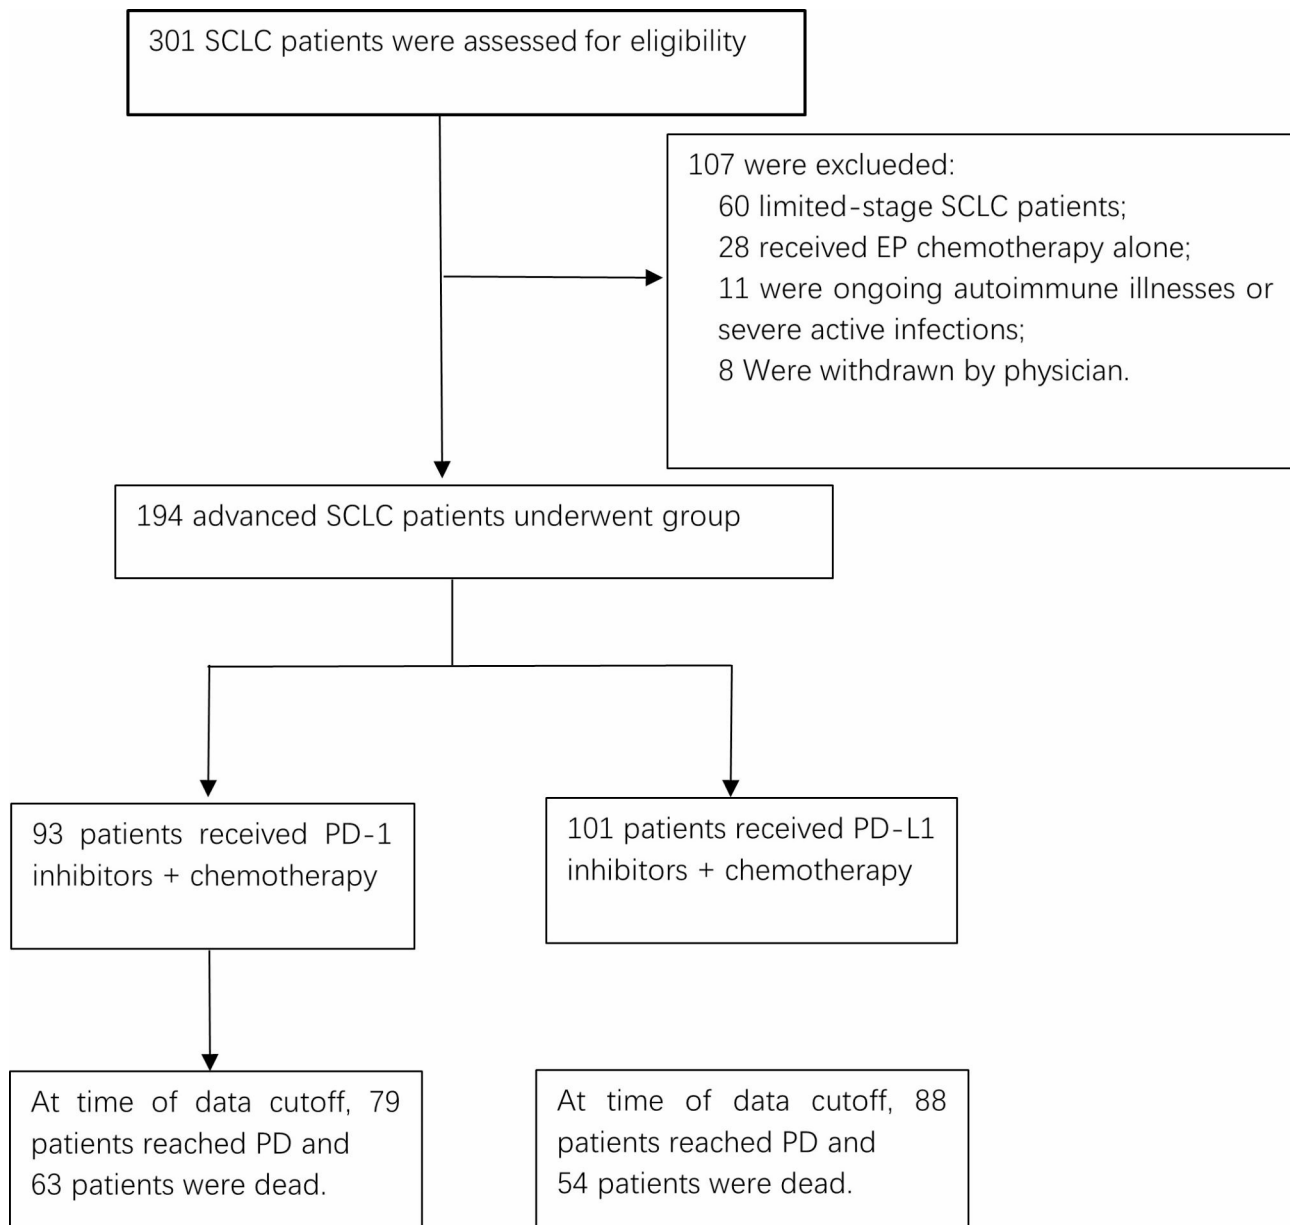 301 SCLC patients were assessed for eligibility
107 were exclueded:
60 limited-stage SCLC patients;
28 received EP chemotherapy alone;
11 were ongoing autoimmune illnesses or
severe active infections;
8 Were withdrawn by physician.
194 advanced SCLC patients underwent group
93 patients received PD-1
inhibitors + chemotherapy
101 patients received PD-L1
inhibitors + chemotherapy
At time of data cutoff, 79
patients reached PD and
63 patients were dead.
At time of data cutoff, 88
patients reached PD and
54 patients were dead.